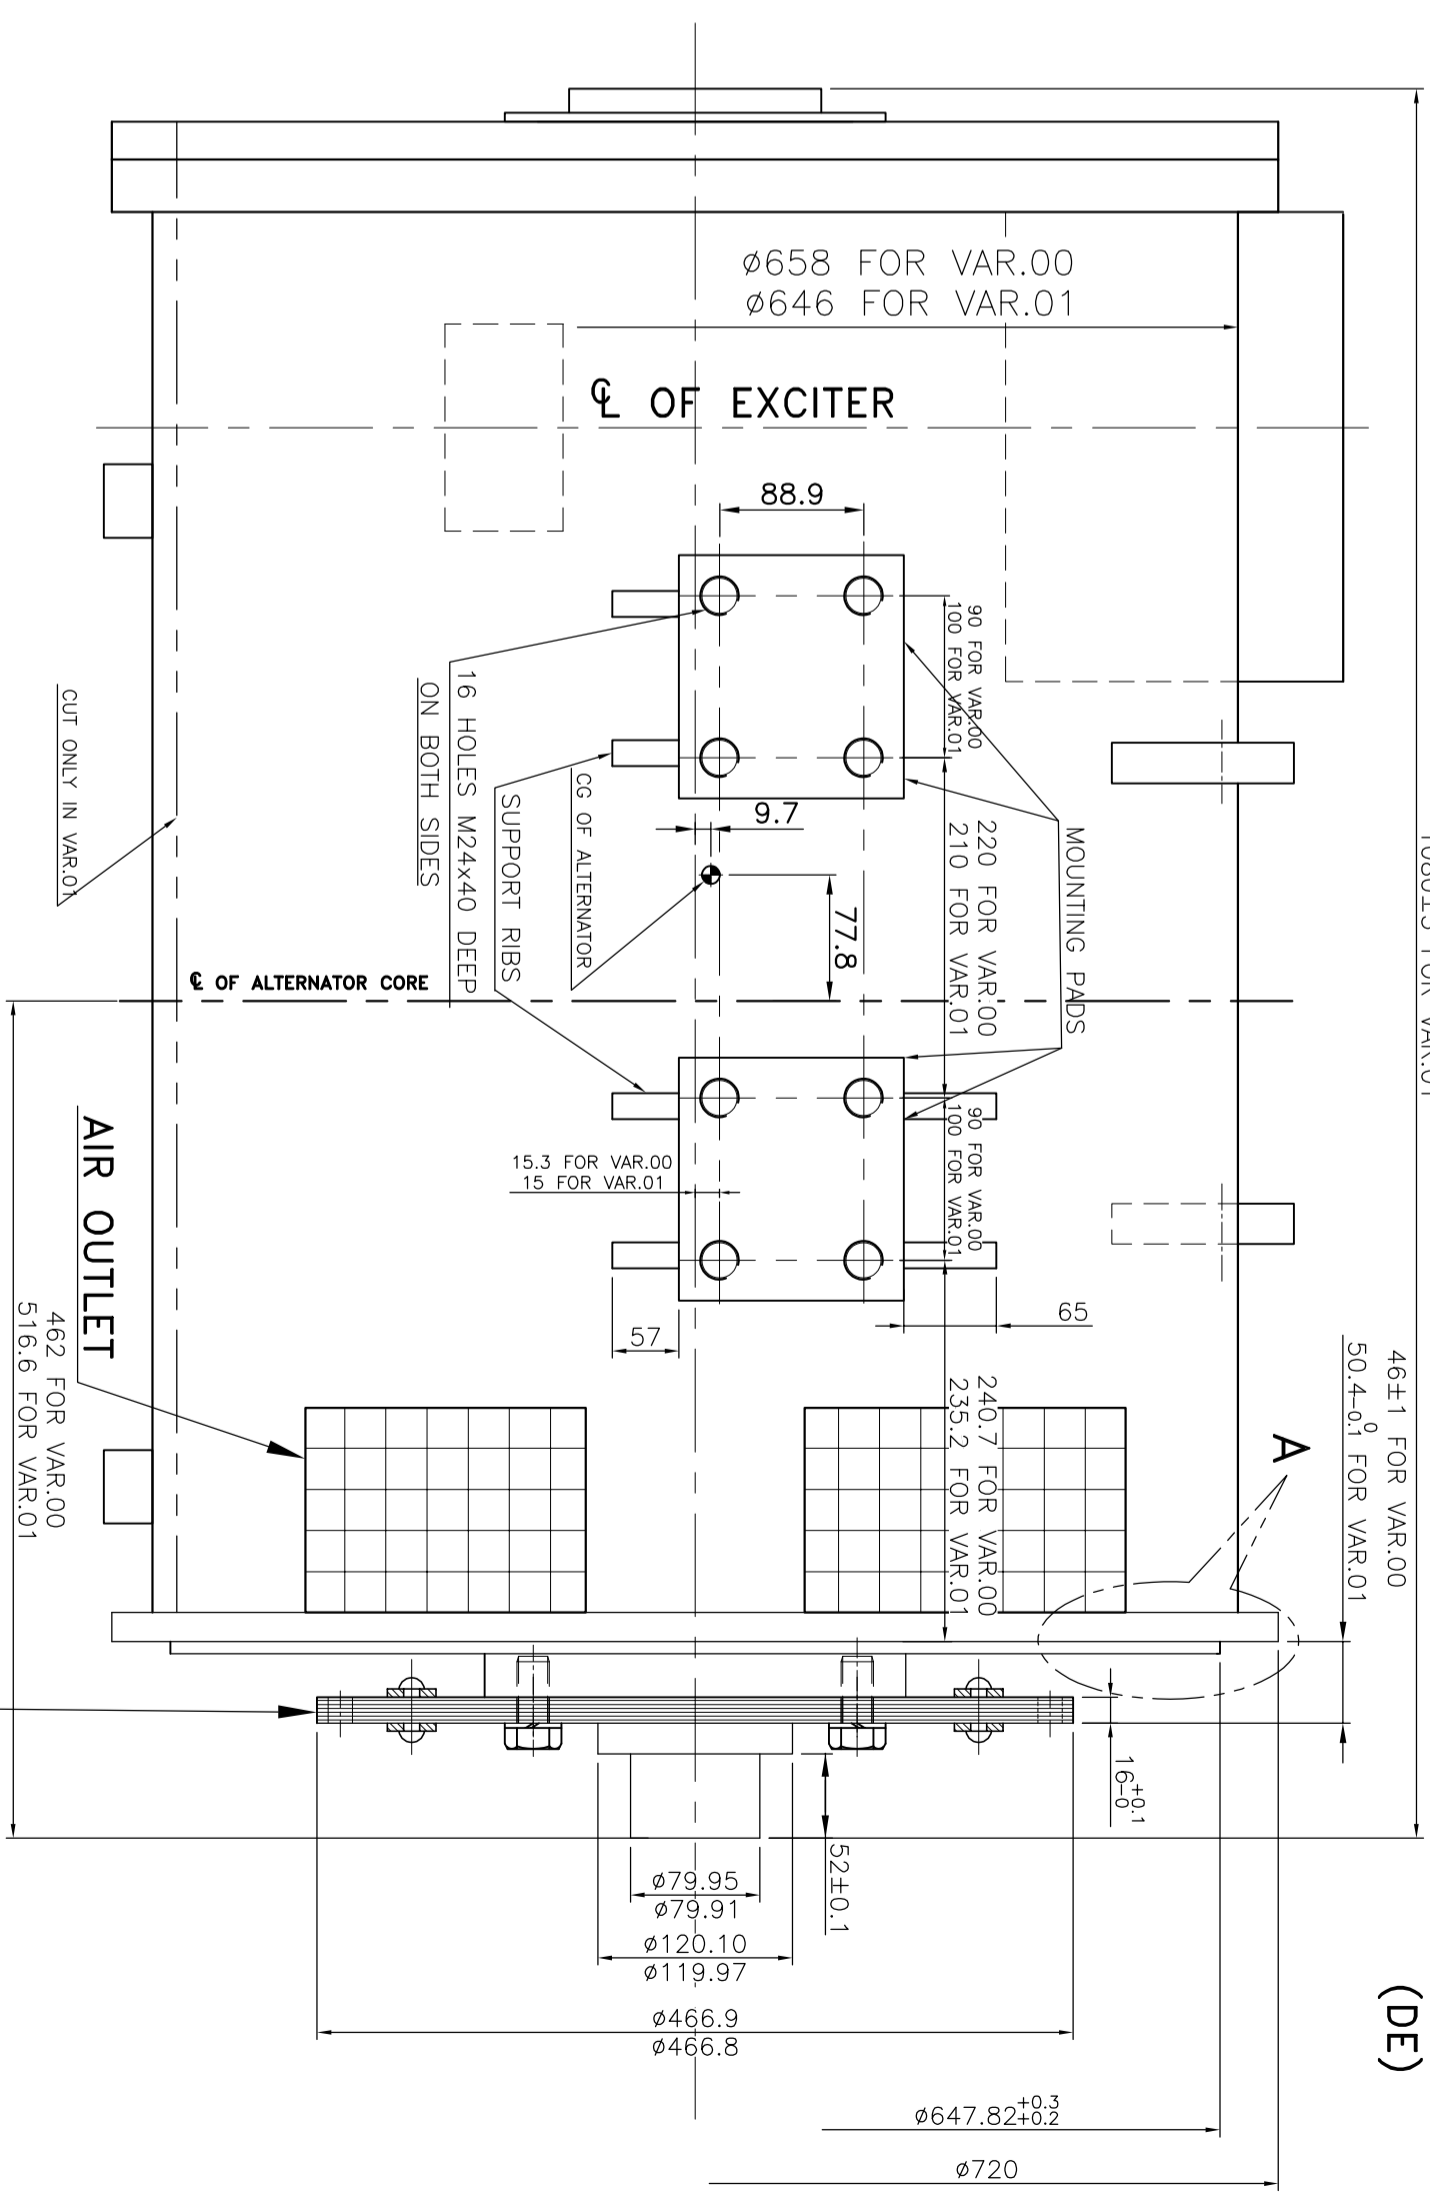 ø658 FOR VAR.00
ø646 FOR VAR.01
℄ OF EXCITER
88.9
90 FOR VAR.00
100 FOR VAR.01
16 HOLES M24x40 DEEP
ON BOTH SIDES
SUPPORT RIBS
CG OF ALTERNATOR
9.7
77.8
MOUNTING PADS
220 FOR VAR.00
210 FOR VAR.01
CUT ONLY IN VAR.01
℄ OF ALTERNATOR CORE
90 FOR VAR.00
100 FOR VAR.01
15.3 FOR VAR.00
15 FOR VAR.01
57
65
AIR OUTLET
462 FOR VAR.00
516.6 FOR VAR.01
240.7 FOR VAR.00
235.2 FOR VAR.01
46±1 FOR VAR.00
50.4-0.1 0 FOR VAR.01
A
16+0.1 -0
52±0.1
ø79.95
ø79.91
ø120.10
ø119.97
ø466.9
ø466.8
ø647.82+0.3 +0.2
ø720
(DE)
FOR VAR.01